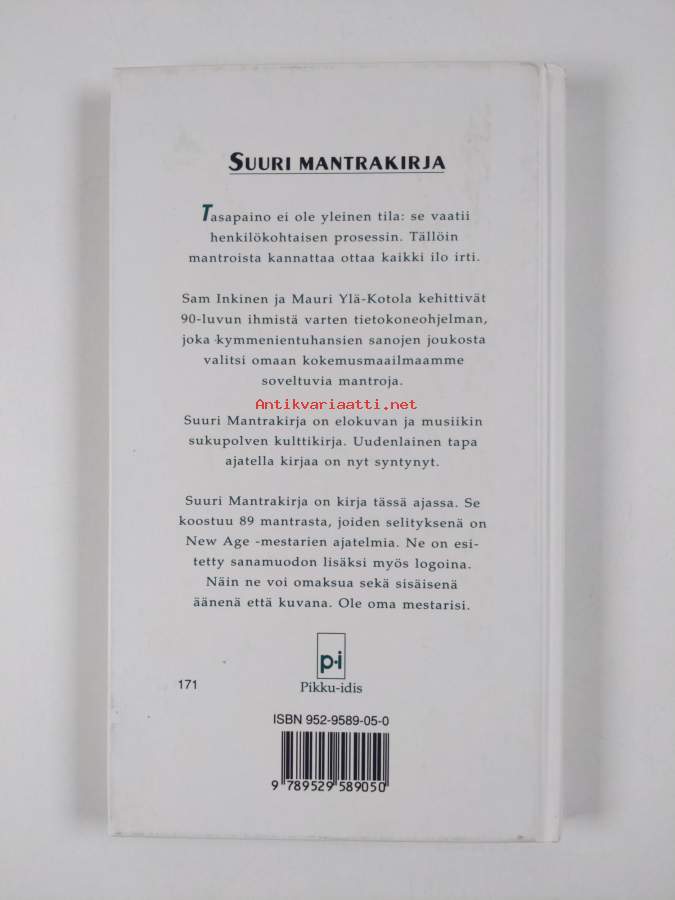 SUURI MANTRAKIRJA
Tasapaino ei ole yleinen tila: se vaatii
henkilökohtaisen prosessin. Tällöin
mantroista kannattaa ottaa kaikki ilo irti.
Sam Inkinen ja Mauri Ylä-Kotola kehittivät
90-luvun ihmistä varten tietokoneohjelman,
joka kymmenientuhansien sanojen joukosta
valitsi omaan kokemusmaailmaamme
soveltuvia mantroja.
Antikvariaatti.net
Suuri Mantrakirja on elokuvan ja musiikin
sukupolven kulttikirja. Uudenlainen tapa
ajatella kirjaa on nyt syntynyt.
Suuri Mantrakirja on kirja tässä ajassa. Se
koostuu 89 mantrasta, joiden selityksenä on
New Age -mestarien ajatelmia. Ne on esi-
tetty sanamuodon lisäksi myös logoina.
Näin ne voi omaksua sekä sisäisenä
äänenä että kuvana. Ole oma mestarisi.
p·i
171
Pikku-idis
ISBN 952-9589-05-0
9 789529 589050